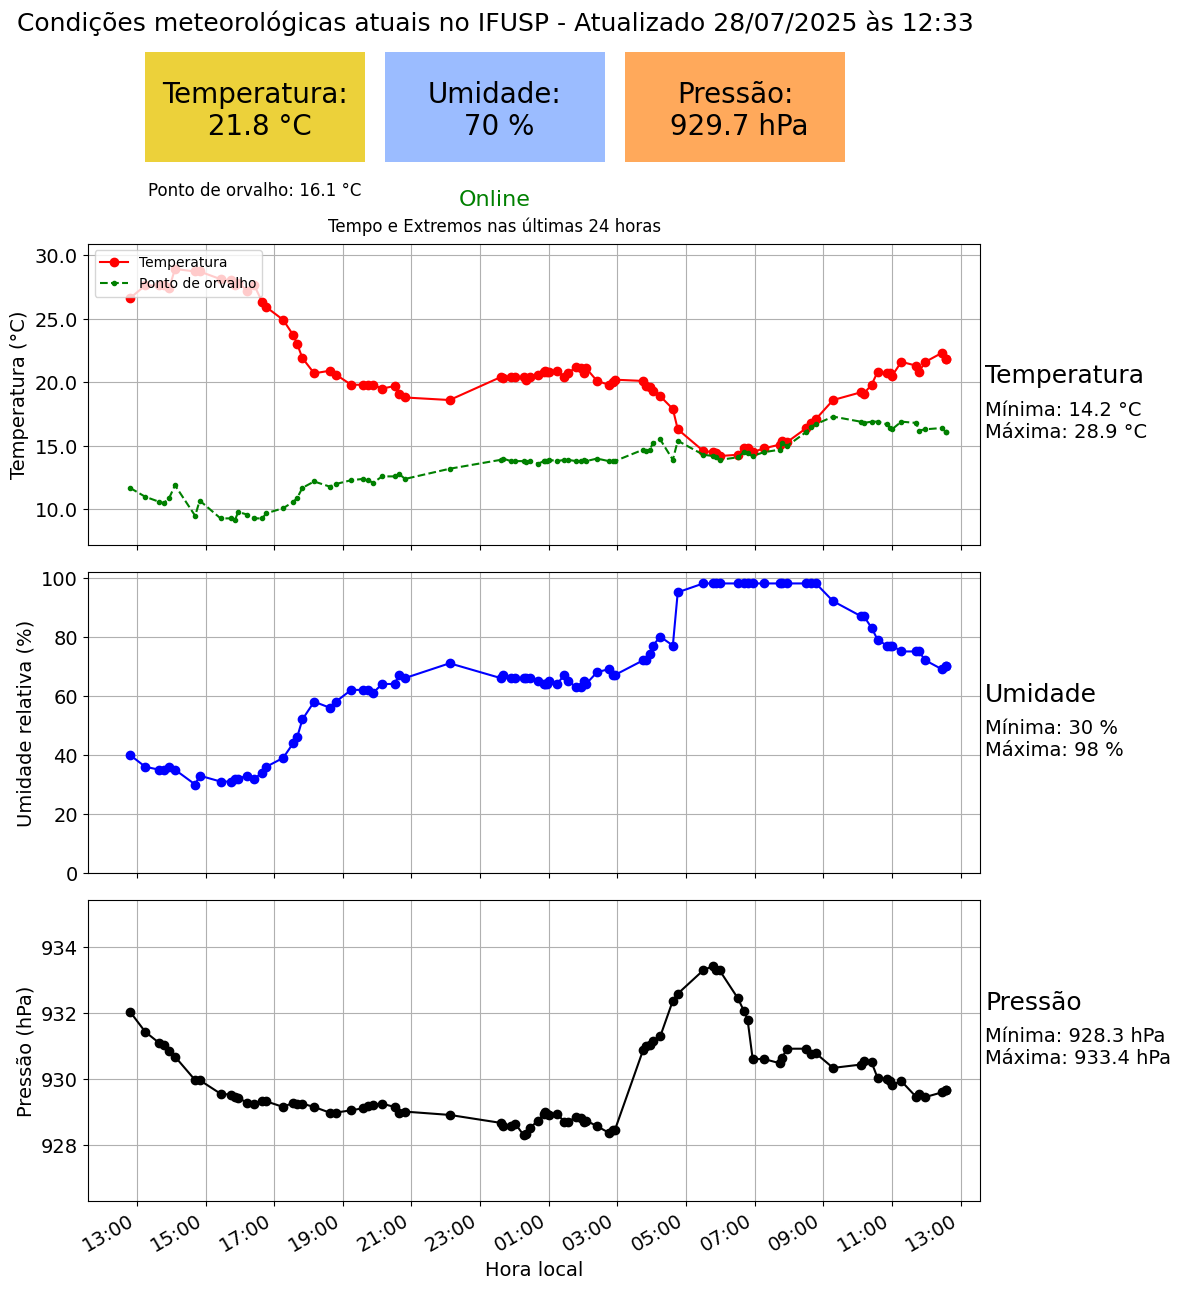 Condições meteorológicas atuais no IFUSP - Atualizado 28/07/2025 às 12:33
Temperatura:
21.8 °C
Umidade:
70 %
Pressão:
929.7 hPa
Ponto de orvalho: 16.1 °C
Online
Tempo e Extremos nas últimas 24 horas
Temperatura
Ponto de orvalho
30.0
25.0
20.0
15.0
10.0
Temperatura (°C)
Temperatura
Mínima: 14.2 °C
Máxima: 28.9 °C
100
80
60
40
20
0
Umidade relativa (%)
Umidade
Mínima: 30 %
Máxima: 98 %
934
932
930
928
Pressão (hPa)
Pressão
Mínima: 928.3 hPa
Máxima: 933.4 hPa
13:00 15:00 17:00 19:00 21:00 23:00 01:00 03:00 05:00 07:00 09:00 11:00 13:00
Hora local